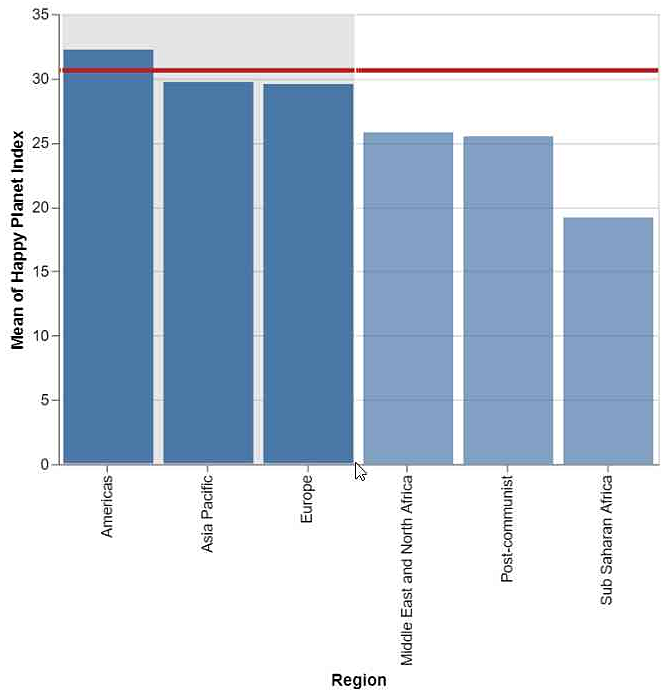 Mean of Happy Planet Index
35
30
25
20
15
10
5
0
Americas
Asia Pacific
Europe
Middle East and North Africa
Post-communist
Sub Saharan Africa
Region